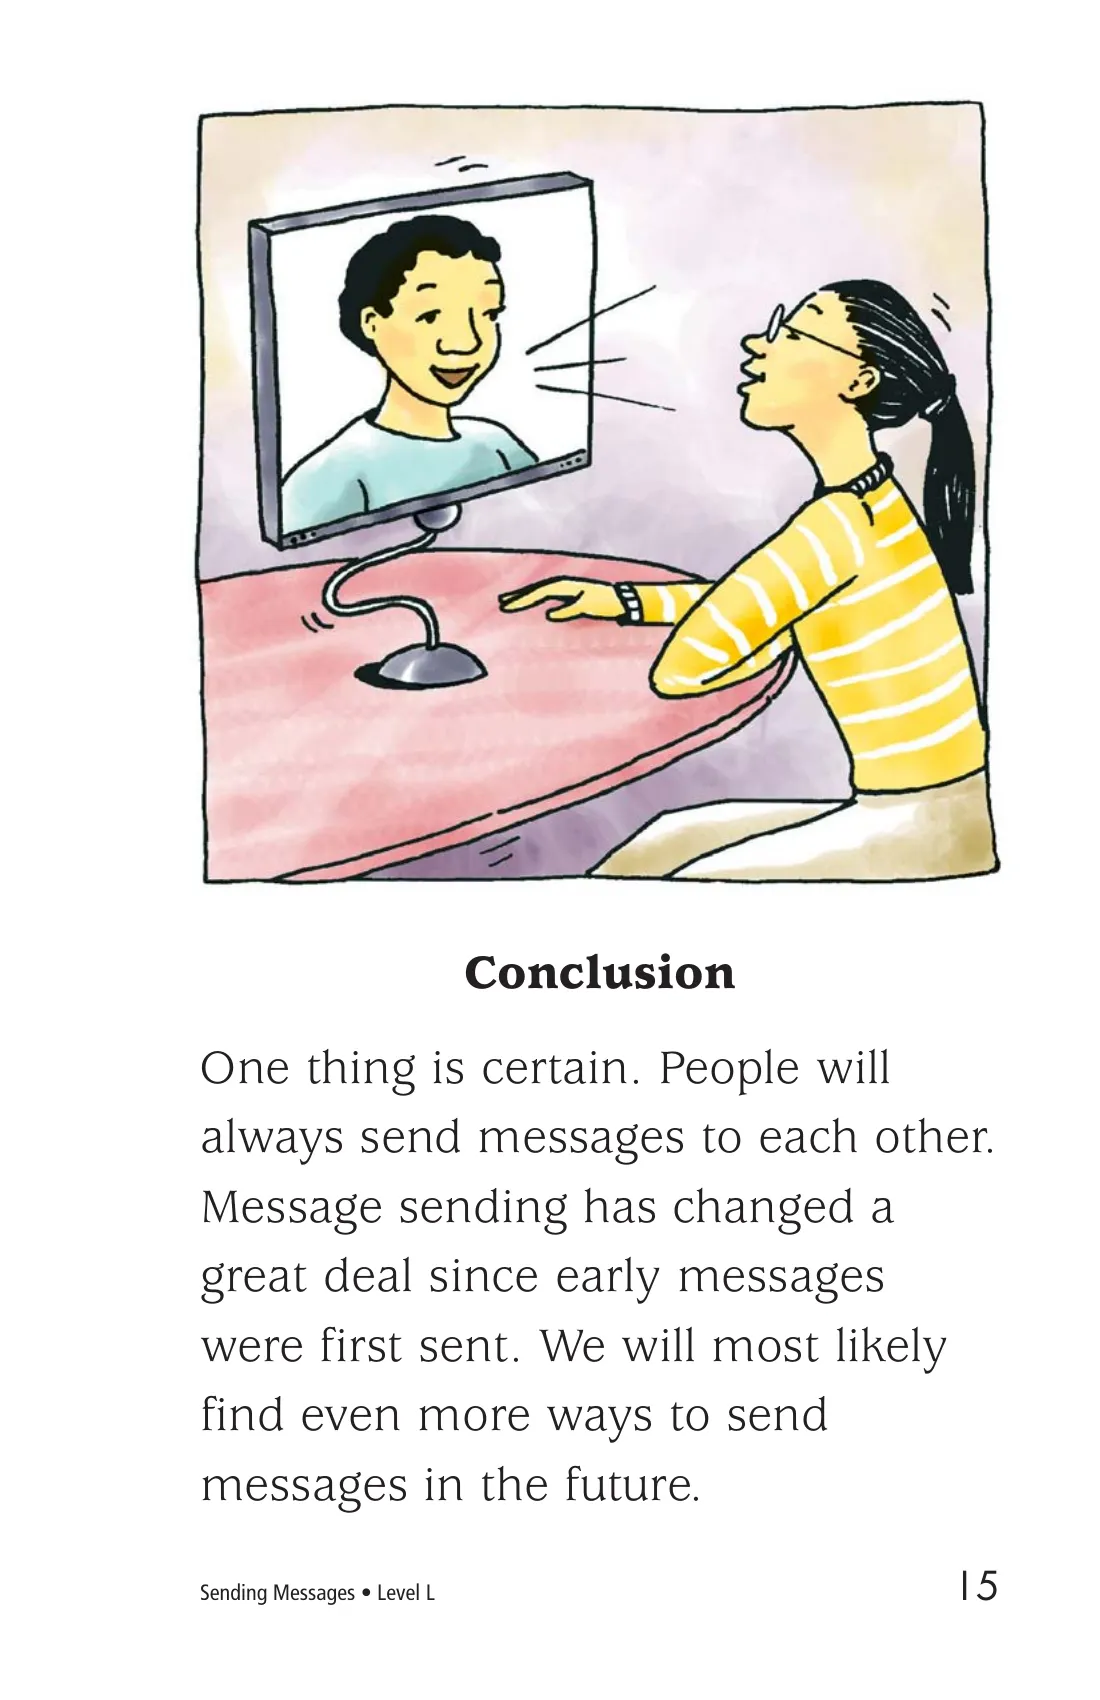 Conclusion
One thing is certain. People will
always send messages to each other.
Message sending has changed a
great deal since early messages
were first sent. We will most likely
find even more ways to send
messages in the future.
Sending Messages • Level L
15